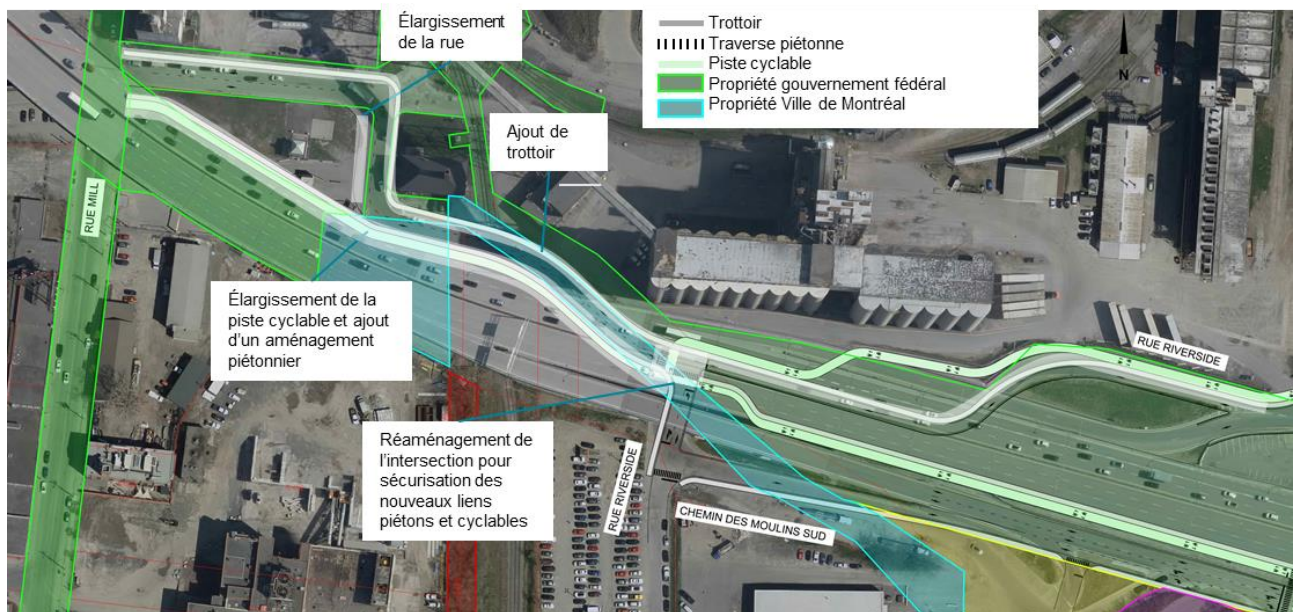 Élargissement
de la rue
Trottoir
Traverse piétonne
Piste cyclable
Propriété gouvernement fédéral
Propriété Ville de Montréal
N
Ajout de
trottoir
RUE MILL
Élargissement de la
piste cyclable et ajout
d'un aménagement
piétonnier
RUE RIVERSIDE
Réaménagement de
l'intersection pour
sécurisation des
nouveaux liens
piétons et cyclables
RUE RIVERSIDE
CHEMIN DES MOULINS SUD